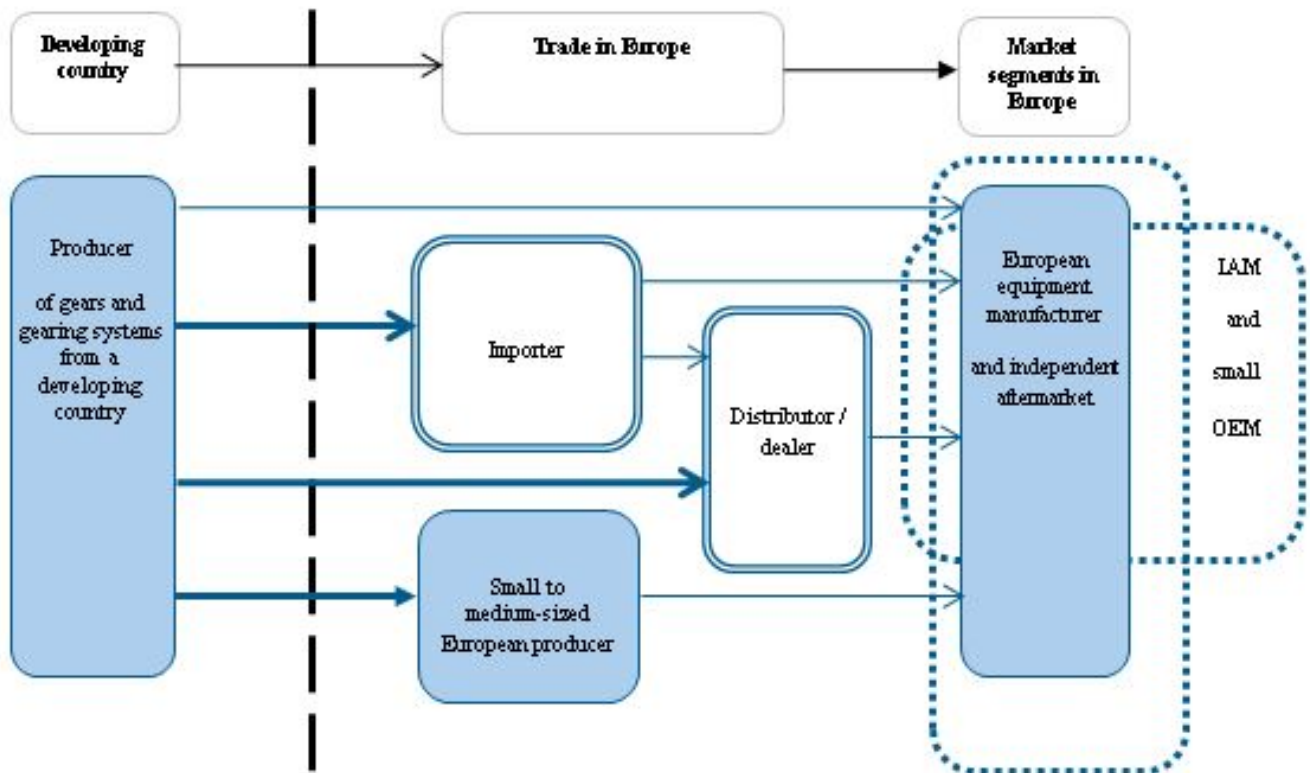 Developing
country
Trade in Europe
Market
segments in
Europe
Producer
of gears and
gearing systems
from a
developing
country
Importer
Distributor /
dealer
Small to
medium-sized
European producer
European
equipment
manufacturer
and independent
aftermarket.
IAM
and
small
OEM